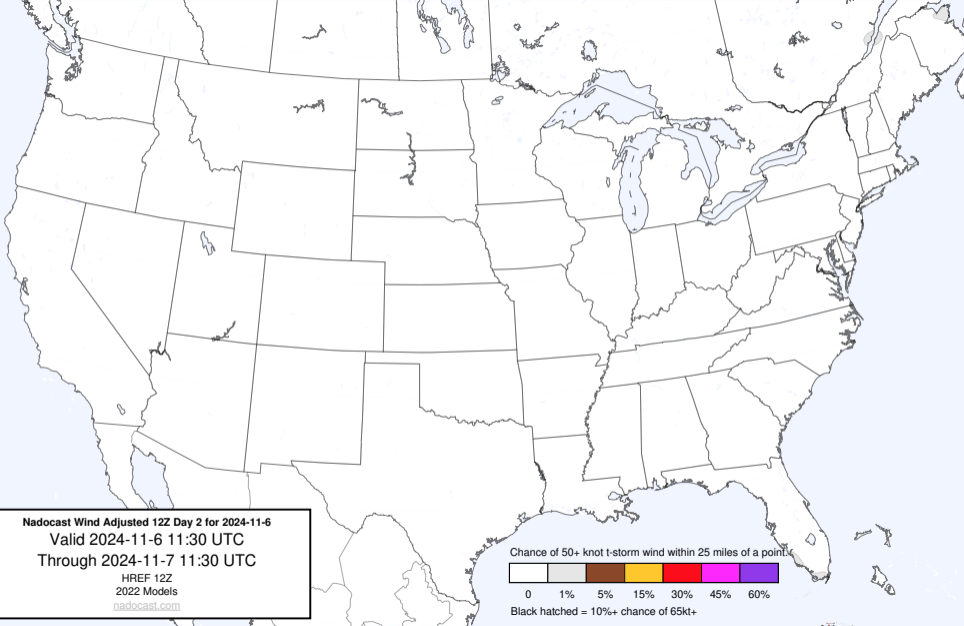 Nadocast Wind Adjusted 12Z Day 2 for 2024-11-6
Valid 2024-11-6 11:30 UTC
Through 2024-11-7 11:30 UTC
HREF 12Z
2022 Models
nadocast.com
Chance of 50+ knot t-storm wind within 25 miles of a point.
0 1% 5% 15% 30% 45% 60%
Black hatched = 10%+ chance of 65kt+